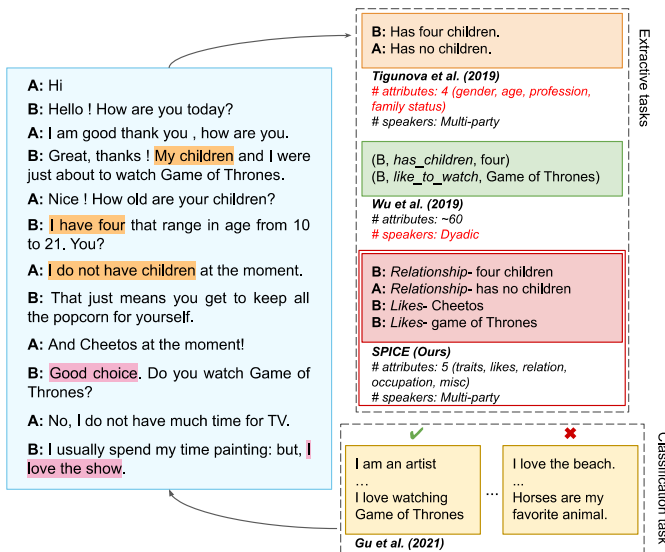 A: Hi
B: Hello ! How are you today?
A: I am good thank you , how are you.
B: Great, thanks ! My children and I were
just about to watch Game of Thrones.
A: Nice ! How old are your children?
B: I have four that range in age from 10
to 21. You?
A: I do not have children at the moment.
B: That just means you get to keep all
the popcorn for yourself.
A: And Cheetos at the moment!
B: Good choice. Do you watch Game of
Thrones?
A: No, I do not have much time for TV.
B: I usually spend my time painting: but, I
love the show.
B: Has four children.
A: Has no children.
Tigunova et al. (2019)
# attributes: 4 (gender, age, profession,
family status)
# speakers: Multi-party
(B, has_children, four)
(B, like_to_watch, Game of Thrones)
Wu et al. (2019)
# attributes: ~60
# speakers: Dyadic
B: Relationship- four children
A: Relationship- has no children
B: Likes- Cheetos
B: Likes- game of Thrones
SPICE (Ours)
# attributes: 5 (traits, likes, relation,
occupation, misc)
# speakers: Multi-party
Extractive tasks
✓
I am an artist
…
I love watching
Game of Thrones
...
✖
I love the beach.
...
Horses are my
favorite animal.
Gu et al. (2021)
Classification task